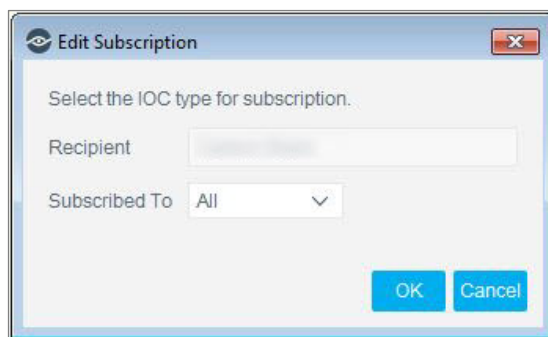 Edit Subscription
Select the IOC type for subscription.
Recipient
Subscribed To All
OK Cancel